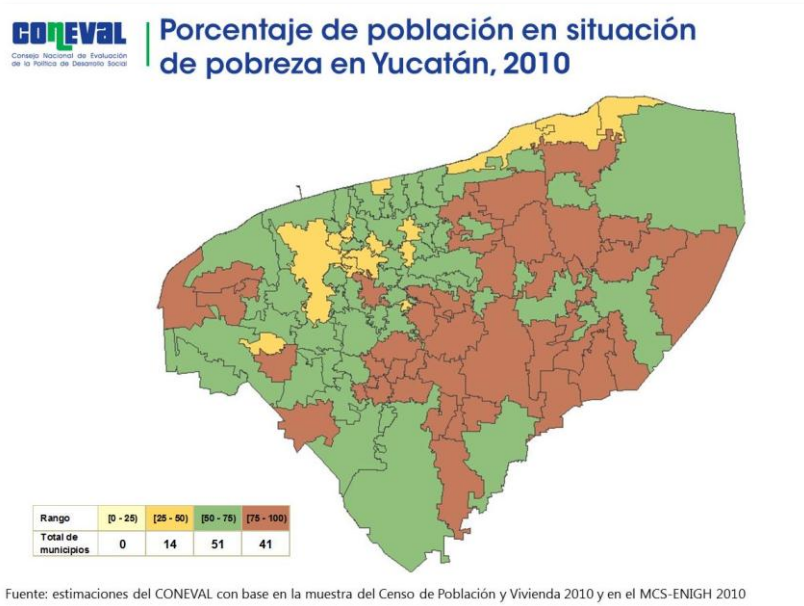 coneval
Consejo Nacional de Evaluación
de la Política de Desarrollo Social
Porcentaje de población en situación
de pobreza en Yucatán, 2010
Rango [0 - 25) [25 - 50) [50 - 75) [75 - 100)
Total de municipios 0 14 51 41
Fuente: estimaciones del CONEVAL con base en la muestra del Censo de Población y Vivienda 2010 y en el MCS-ENIGH 2010